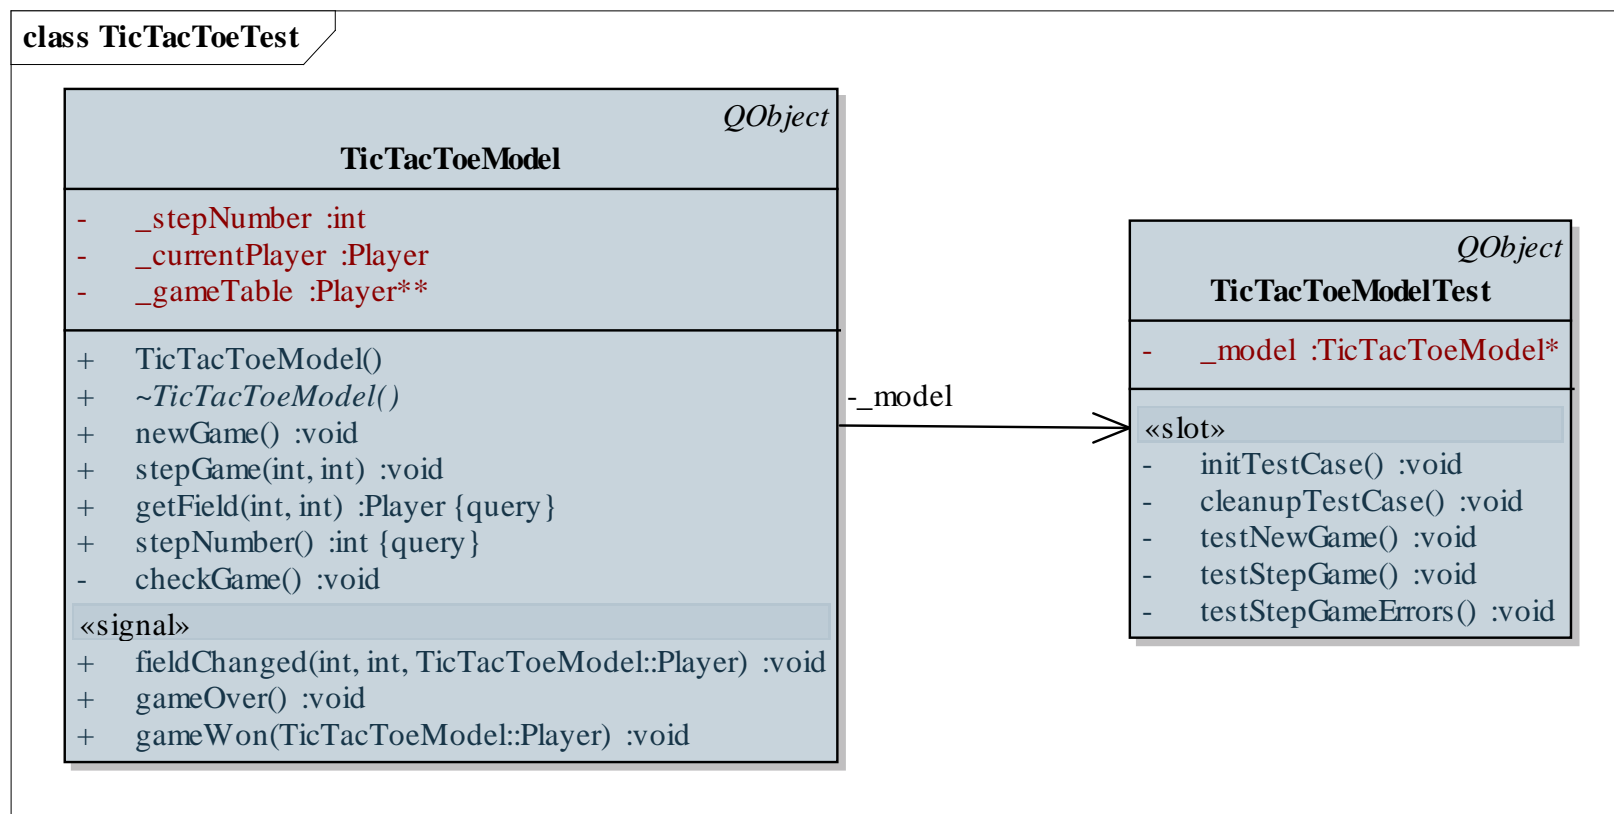 class TicTacToeTest
QObject
TicTacToeModel
- _stepNumber :int
- _currentPlayer :Player
- _gameTable :Player**
+ TicTacToeModel()
+ ~TicTacToeModel()
+ newGame() :void
+ stepGame(int, int) :void
+ getField(int, int) :Player {query}
+ stepNumber() :int {query}
- checkGame() :void
«signal»
+ fieldChanged(int, int, TicTacToeModel::Player) :void
+ gameOver() :void
+ gameWon(TicTacToeModel::Player) :void
-_model
QObject
TicTacToeModelTest
- _model :TicTacToeModel*
«slot»
- initTestCase() :void
- cleanupTestCase() :void
- testNewGame() :void
- testStepGame() :void
- testStepGameErrors() :void